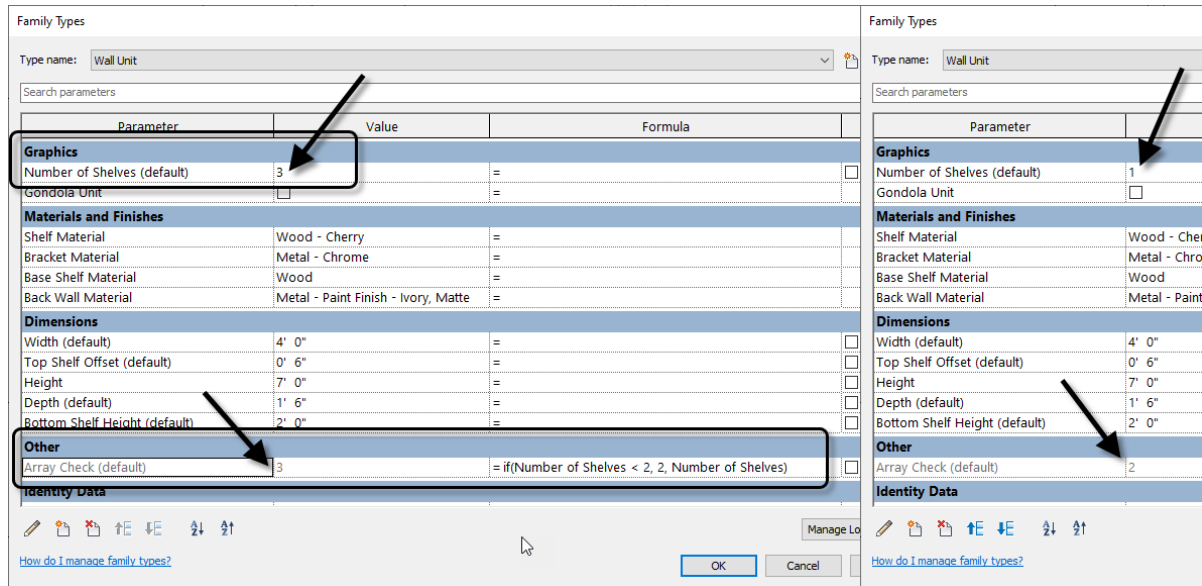 Family Types
Type name: Wall Unit
Search parameters
Parameter Value Formula
Graphics
Number of Shelves (default) 3 =
Gondola Unit =
Materials and Finishes
Shelf Material Wood - Cherry =
Bracket Material Metal - Chrome =
Base Shelf Material Wood =
Back Wall Material Metal - Paint Finish - Ivory, Matte =
Dimensions
Width (default) 4' 0" =
Top Shelf Offset (default) 0' 6" =
Height 7' 0" =
Depth (default) 1' 6" =
Bottom Shelf Height (default) 2' 0" =
Other
Array Check (default) 3 = if(Number of Shelves < 2, 2, Number of Shelves)
Identity Data
Manage Lo
How do I manage family types?
OK Cancel
Family Types
Type name: Wall Unit
Search parameters
Parameter
Graphics
Number of Shelves (default) 1
Gondola Unit
Materials and Finishes
Shelf Material Wood - Cher
Bracket Material Metal - Chro
Base Shelf Material Wood
Back Wall Material Metal - Paint
Dimensions
Width (default) 4' 0"
Top Shelf Offset (default) 0' 6"
Height 7' 0"
Depth (default) 1' 6"
Bottom Shelf Height (default) 2' 0"
Other
Array Check (default) 2
Identity Data
How do I manage family types?